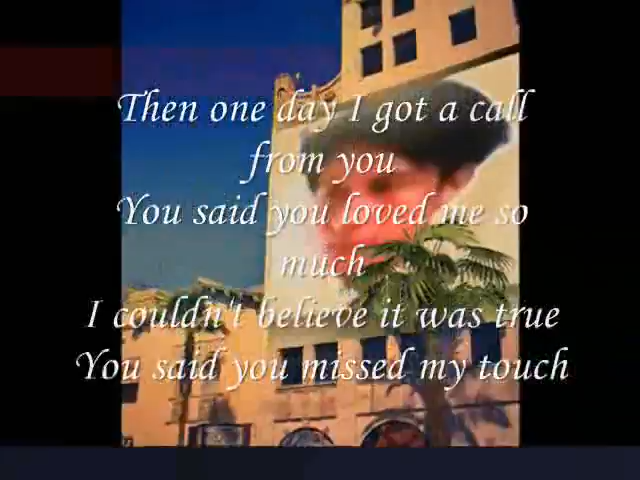 Then one day I got a call
from you
You said you loved me so
much
I couldn't believe it was true
You said you missed my touch